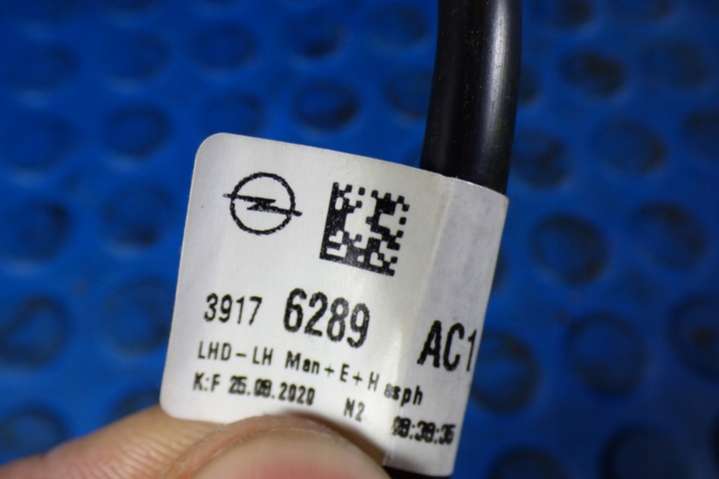 3917 6289 AC1
LHD-LH Man+E+H asph
K:F 25.09.2020 N2 08:38:35